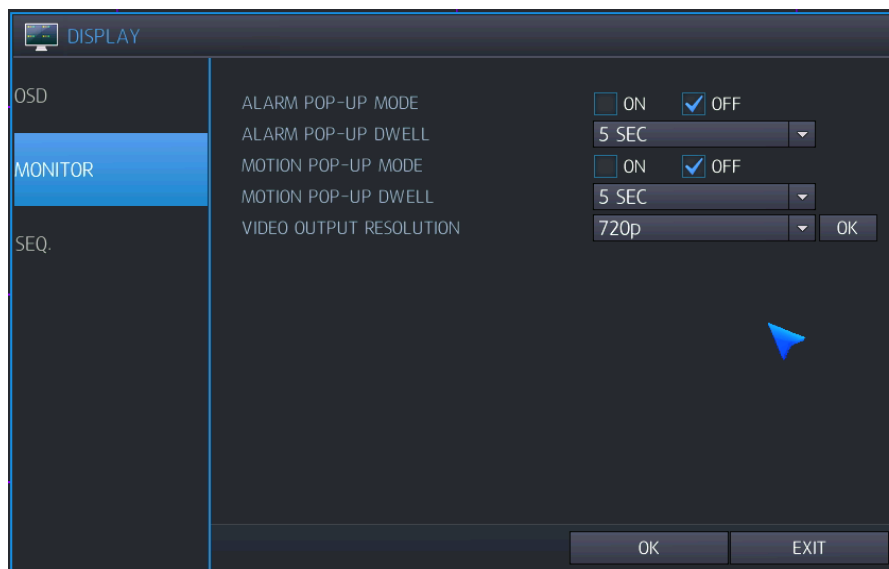 DISPLAY
OSD
MONITOR
SEQ.
ALARM POP-UP MODE ON OFF
ALARM POP-UP DWELL 5 SEC
MOTION POP-UP MODE ON OFF
MOTION POP-UP DWELL 5 SEC
VIDEO OUTPUT RESOLUTION 720p OK
OK EXIT